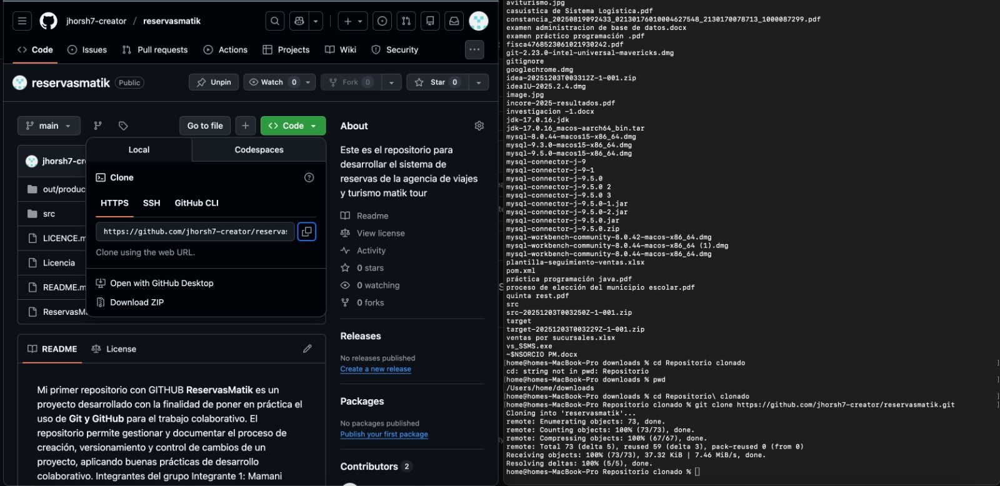 jhorsh7-creator / reservasmatik
Code Issues Pull requests Actions Projects Wiki Security
reservasmatik Public Unpin Watch 0 Fork 0 Star 0
main Go to file Code
Local Codespaces
jhorsh7-cr
Clone
out/produc
HTTPS SSH GitHub CLI
src
https://github.com/jhorsh7-creator/reservas
LICENCE.m
Clone using the web URL.
Licencia
Open with GitHub Desktop
README.m
Download ZIP
ReservasM
README License
Mi primer repositorio con GITHUB ReservasMatik es un
proyecto desarrollado con la finalidad de poner en práctica el
uso de Git y GitHub para el trabajo colaborativo. El
repositorio permite gestionar y documentar el proceso de
creación, versionamiento y control de cambios de un
proyecto, aplicando buenas prácticas de desarrollo
colaborativo. Integrantes del grupo Integrante 1: Mamani
About
Este es el repositorio para
desarrollar el sistema de
reservas de la agencia de viajes
y turismo matik tour
Readme
View license
Activity
0 stars
0 watching
0 forks
Releases
No releases published
Create a new release
Packages
No packages published
Publish your first package
Contributors 2
aviturismo.jpg
casuistica de Sistema Logistica.pdf
constancia_20250819092433_02130176010004627548_2130170078713_1000087299.pdf
examen administracion de base de datos.docx
examen práctico programación .pdf
fisca4768523061021930242.pdf
git-2.23.0-intel-universal-mavericks.dmg
gitignore
googlechrome.dmg
idea-20251203T003312Z-1-001.zip
ideaIU-2025.2.4.dmg
image.jpg
incore-2025-resultados.pdf
investigacion -1.docx
jdk-17.0.16.jdk
jdk-17.0.16_macos-aarch64_bin.tar
mysql-8.0.44-macos15-x86_64.dmg
mysql-9.3.0-macos15-x86_64.dmg
mysql-9.5.0-macos15-x86_64.dmg
mysql-connector-j-9
mysql-connector-j-9-1
mysql-connector-j-9.5.0
mysql-connector-j-9.5.0 2
mysql-connector-j-9.5.0 3
mysql-connector-j-9.5.0-1.jar
mysql-connector-j-9.5.0-2.jar
mysql-connector-j-9.5.0.jar
mysql-connector-j-9.5.0.zip
mysql-workbench-community-8.0.42-macos-x86_64.dmg
mysql-workbench-community-8.0.44-macos-x86_64 (1).dmg
mysql-workbench-community-8.0.44-macos-x86_64.dmg
plantilla-seguimiento-ventas.xlsx
pom.xml
práctica programación java.pdf
proceso de elección del municipio escolar.pdf
quinta rest.pdf
src
src-20251203T003250Z-1-001.zip
target
target-20251203T003229Z-1-001.zip
ventas por sucursales.xlsx
vs_SSMS.exe
~$NSORCIO PM.docx
[home@homes-MacBook-Pro downloads % cd Repositorio clonado ]
cd: string not in pwd: Repositorio
[home@homes-MacBook-Pro downloads % pwd ]
/Users/home/downloads
[home@homes-MacBook-Pro downloads % cd Repositorio\ clonado ]
[home@homes-MacBook-Pro Repositorio clonado % git clone https://github.com/jhorsh7-creator/reservasmatik.git ]
Cloning into 'reservasmatik'...
remote: Enumerating objects: 73, done.
remote: Counting objects: 100% (73/73), done.
remote: Compressing objects: 100% (67/67), done.
remote: Total 73 (delta 5), reused 59 (delta 3), pack-reused 0 (from 0)
Receiving objects: 100% (73/73), 37.32 KiB | 7.46 MiB/s, done.
Resolving deltas: 100% (5/5), done.
home@homes-MacBook-Pro Repositorio clonado %